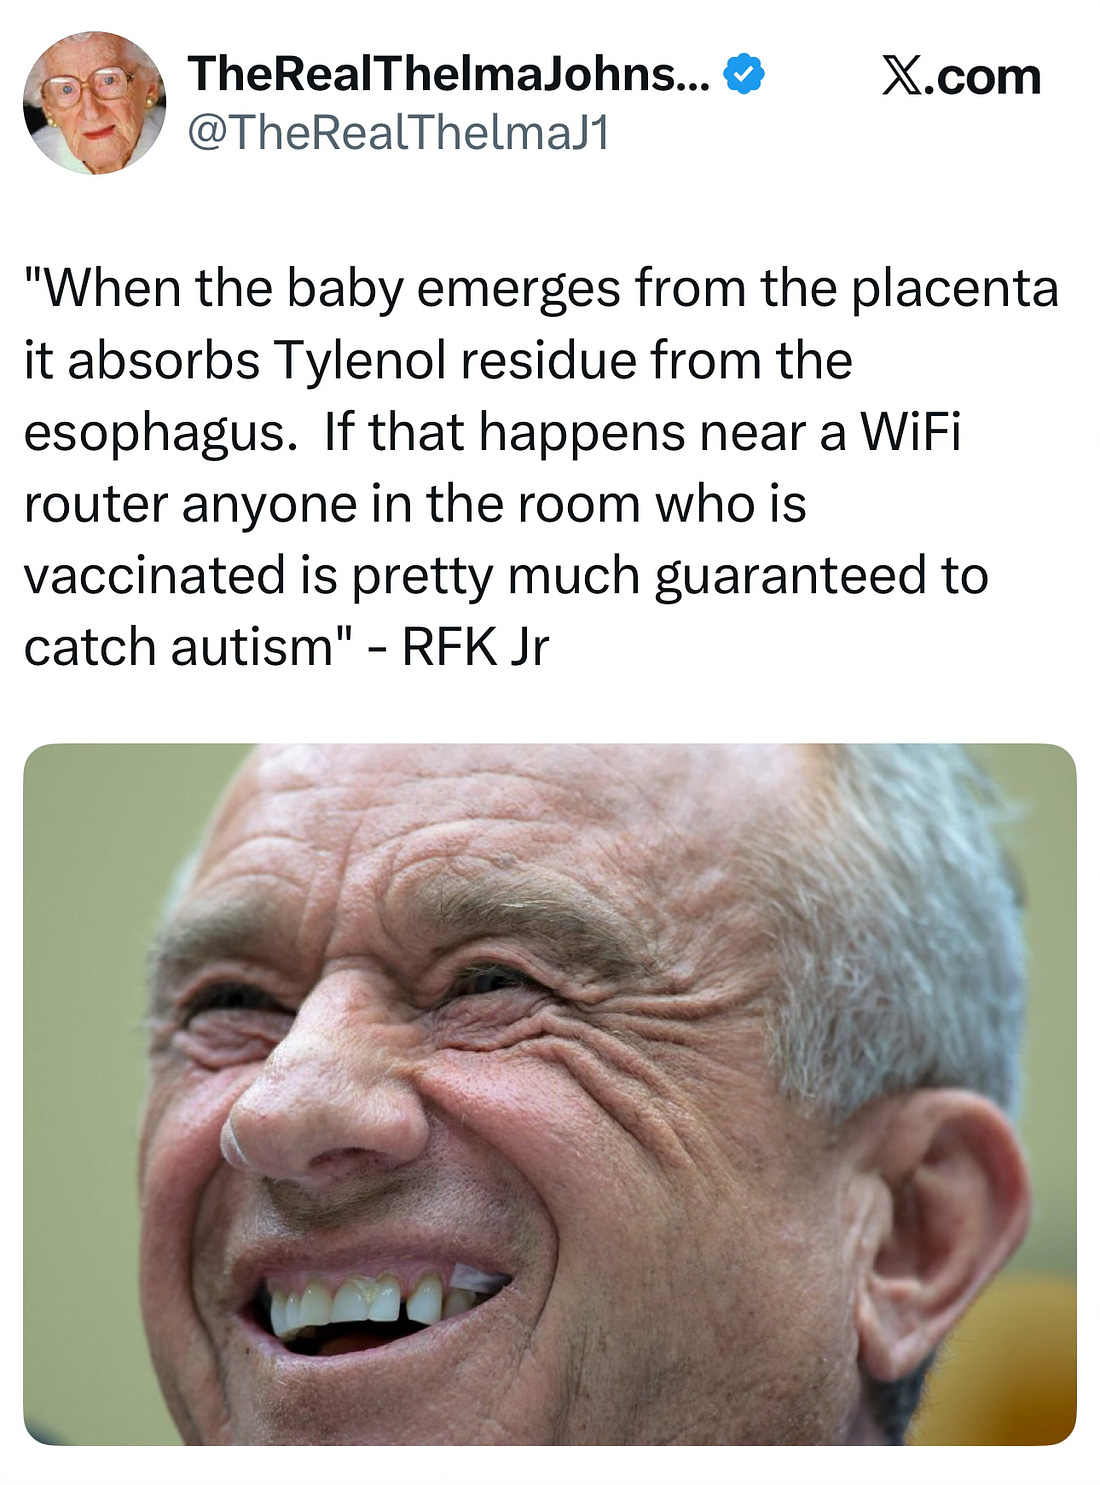 TheRealThelmaJohns...
X.com
@TheRealThelmaJ1
"When the baby emerges from the placenta
it absorbs Tylenol residue from the
esophagus.  If that happens near a WiFi
router anyone in the room who is
vaccinated is pretty much guaranteed to
catch autism" - RFK Jr